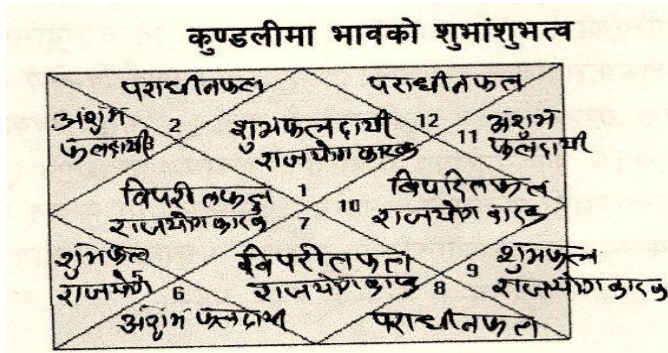 कुण्डलीमा भावको शुभांशुभत्व
पराधीनफल पराधीनफल
अशुभ 2 शुभफलदायी 12 11 अशुभ
फलदायी 3 राजयोग कारक फलदायी
विपरीतफल 1 10 विपरितफल
राजयोगकारक 7 राजयोग कारक
शुभफल विपरीतफल 9 शुभफल
राजयोग 5 6 राजयोगकारक 8 राजयोगकारक
अशुभ फलदायी पराधीनफल